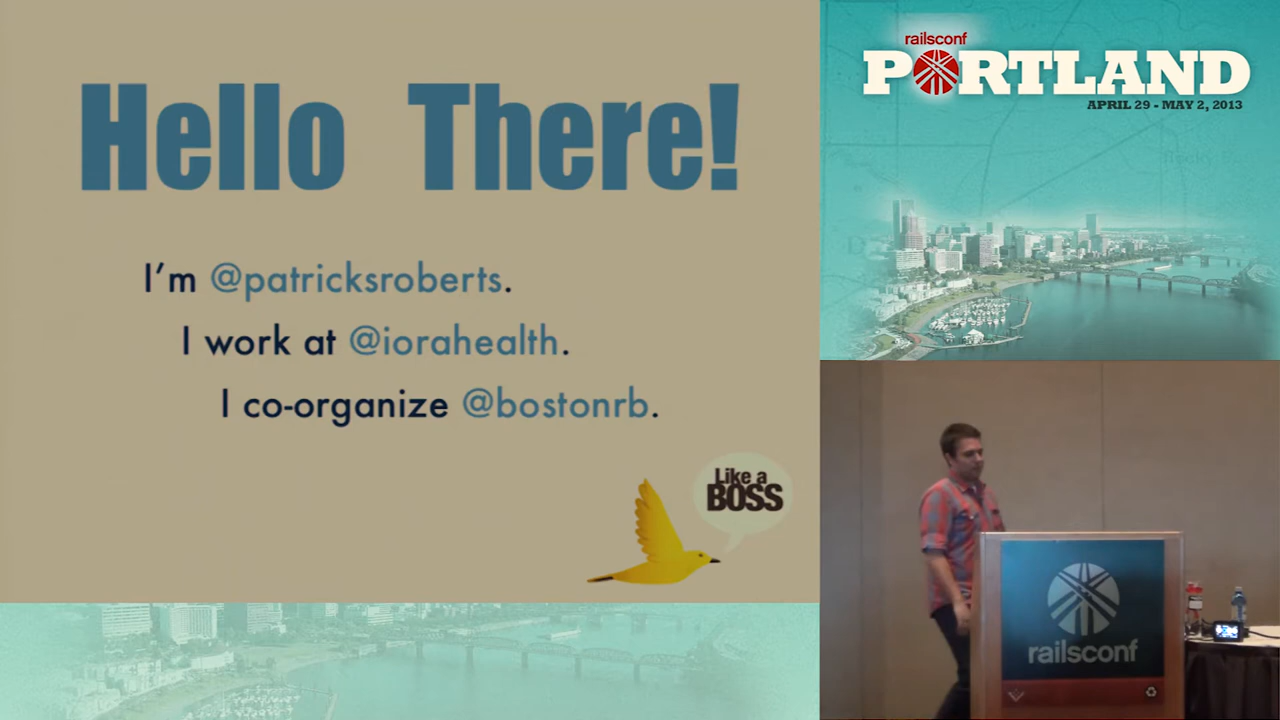 Hello There!
I'm @patricksroberts.
I work at @iorahealth.
I co-organize @bostonrb.
Like a
BOSS
railsconf
PORTLAND
APRIL 29 - MAY 2, 2013
railsconf